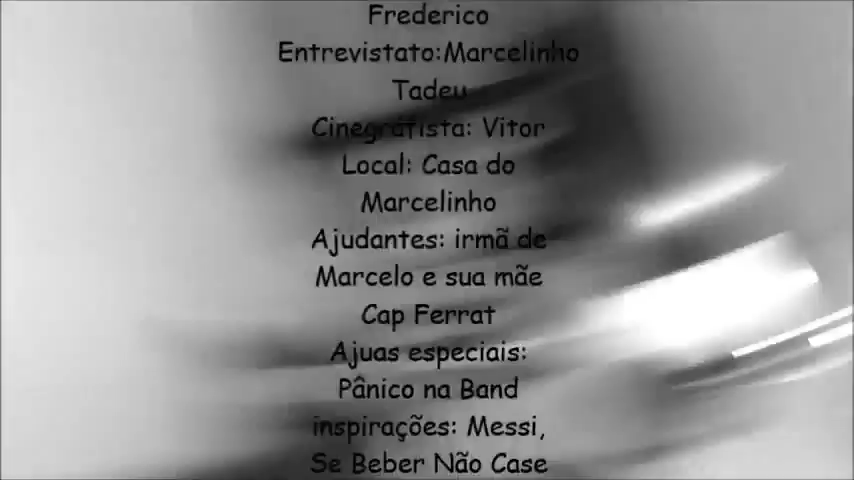 Frederico
Entrevistato:Marcelinho
Tadeu
Cinegrafista: Vitor
Local: Casa do
Marcelinho
Ajudantes: irmã de
Marcelo e sua mãe
Cap Ferrat
Ajuas especiais:
Pânico na Band
inspirações: Messi,
Se Beber Não Case